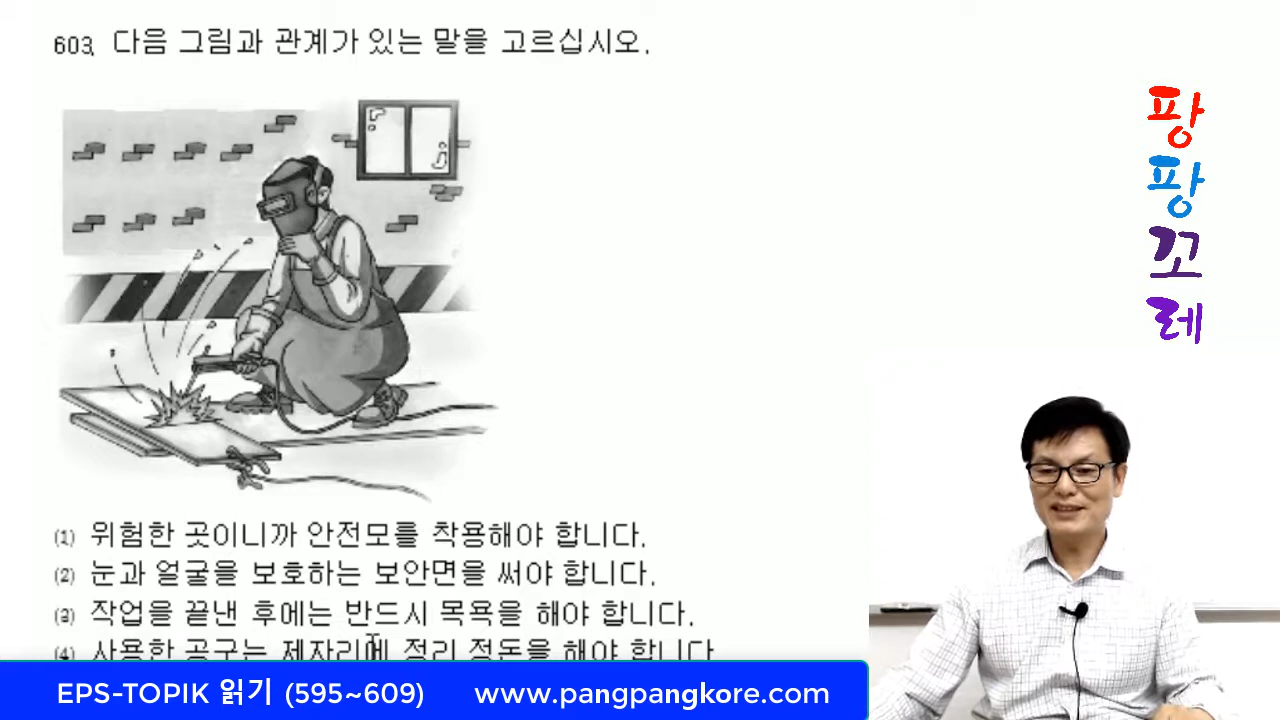 603. 다음 그림과 관계가 있는 말을 고르십시오.
팡
팡
꼬
레
(1) 위험한 곳이니까 안전모를 착용해야 합니다.
(2) 눈과 얼굴을 보호하는 보안면을 써야 합니다.
(3) 작업을 끝낸 후에는 반드시 목욕을 해야 합니다.
(4) 사용한 공구는 제자리에 정리 정돈을 해야 합니다
EPS-TOPIK 읽기 (595~609) www.pangpangkore.com